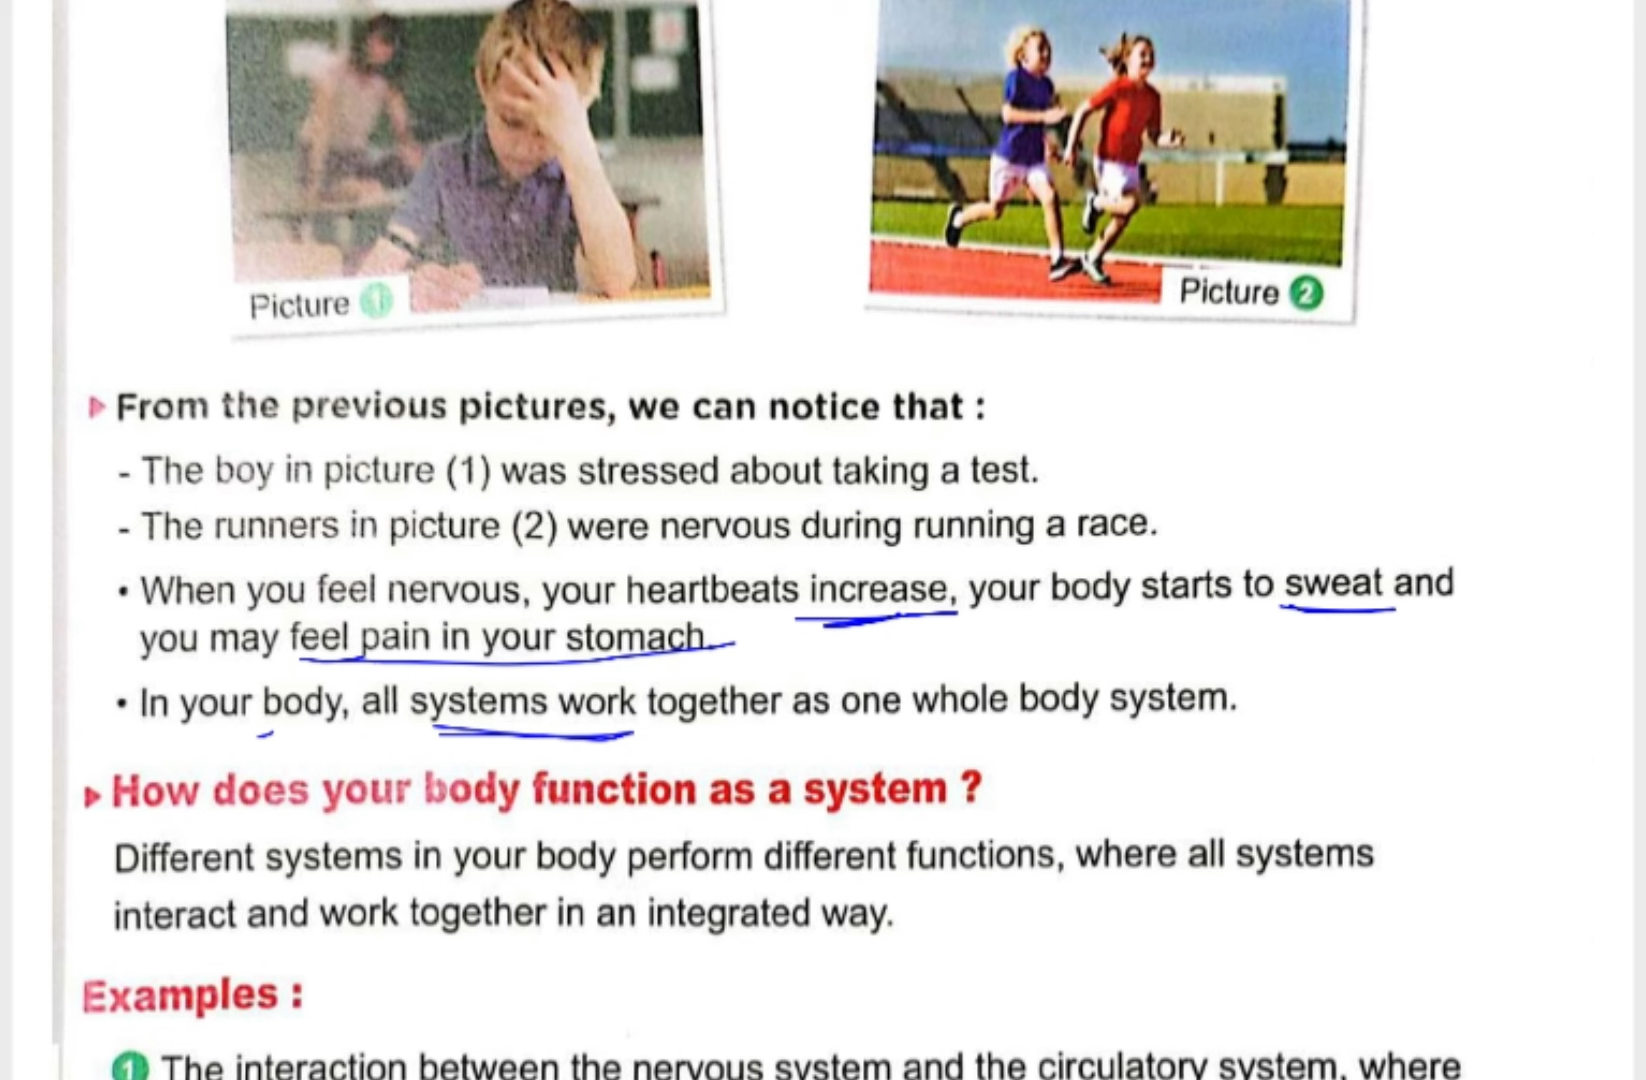 Picture 1
Picture 2
From the previous pictures, we can notice that :
- The boy in picture (1) was stressed about taking a test.
- The runners in picture (2) were nervous during running a race.
• When you feel nervous, your heartbeats increase, your body starts to sweat and
you may feel pain in your stomach.
• In your body, all systems work together as one whole body system.
How does your body function as a system ?
Different systems in your body perform different functions, where all systems
interact and work together in an integrated way.
Examples :
1 The interaction between the nervous system and the circulatory system, where